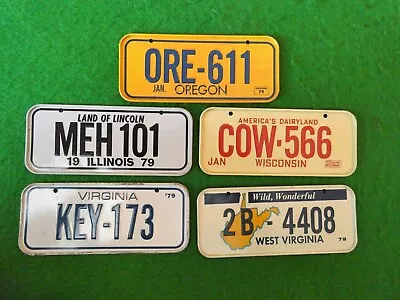 ORE-611
JAN. OREGON 79
LAND OF LINCOLN
MEH 101
19 ILLINOIS 79
AMERICA'S DAIRYLAND
COW-566
JAN WISCONSIN
VIRGINIA '79
KEY-173
Wild, Wonderful
2B-4408
WEST VIRGINIA 79